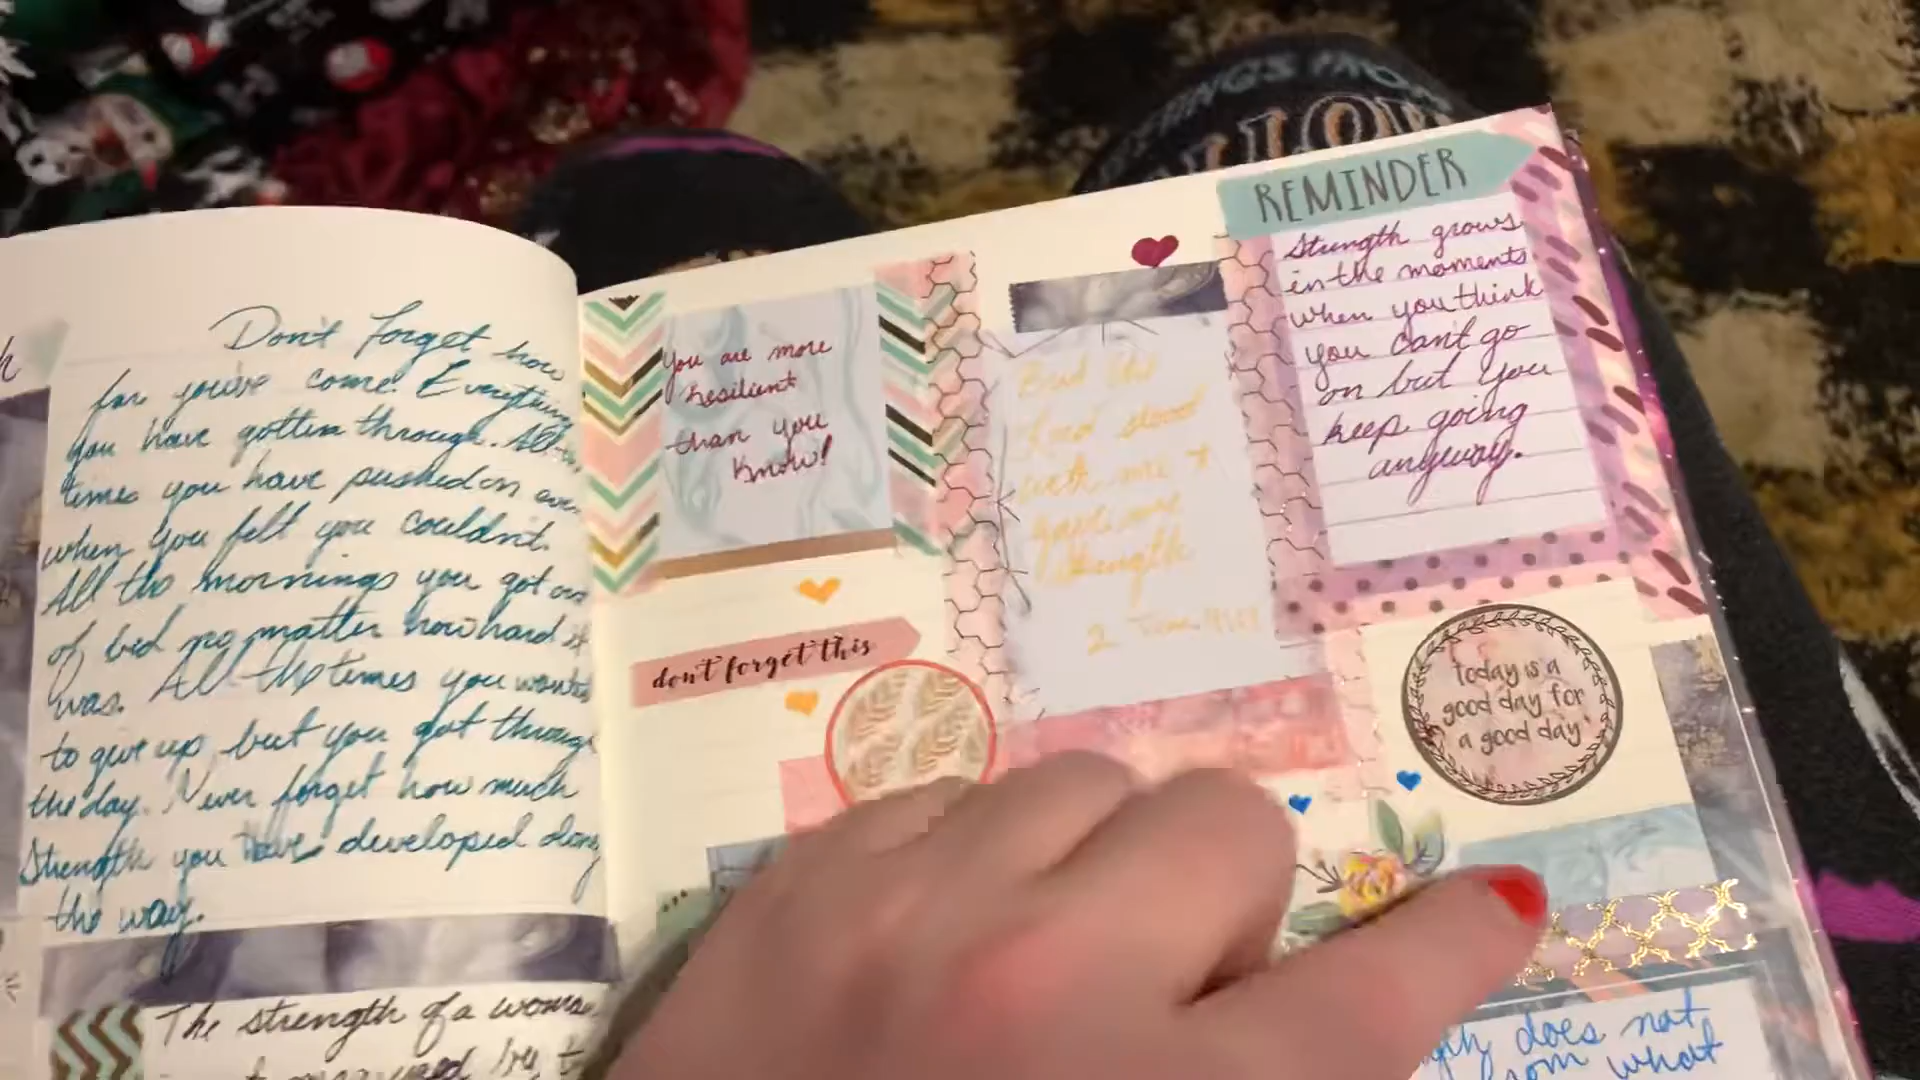 Don't forget how
far you've come. Everything
you have gotten through. All the
times you have pushed on even
when you felt you couldn't.
All the mornings you got out
of bed no matter how hard it
was. All the times you wanted
to give up but you got through
the day. Never forget how much
Strength you have developed along
the way.
The strength of a woman
You are more
resilient
than you
know!
don't forget this
But the
Lord stood
with me &
gave me
strength
2 Tim
REMINDER
Strength grows
in the moments
when you think
you can't go
on but you
keep going
anyway.
today is a
good day for
a good day
does not
from what